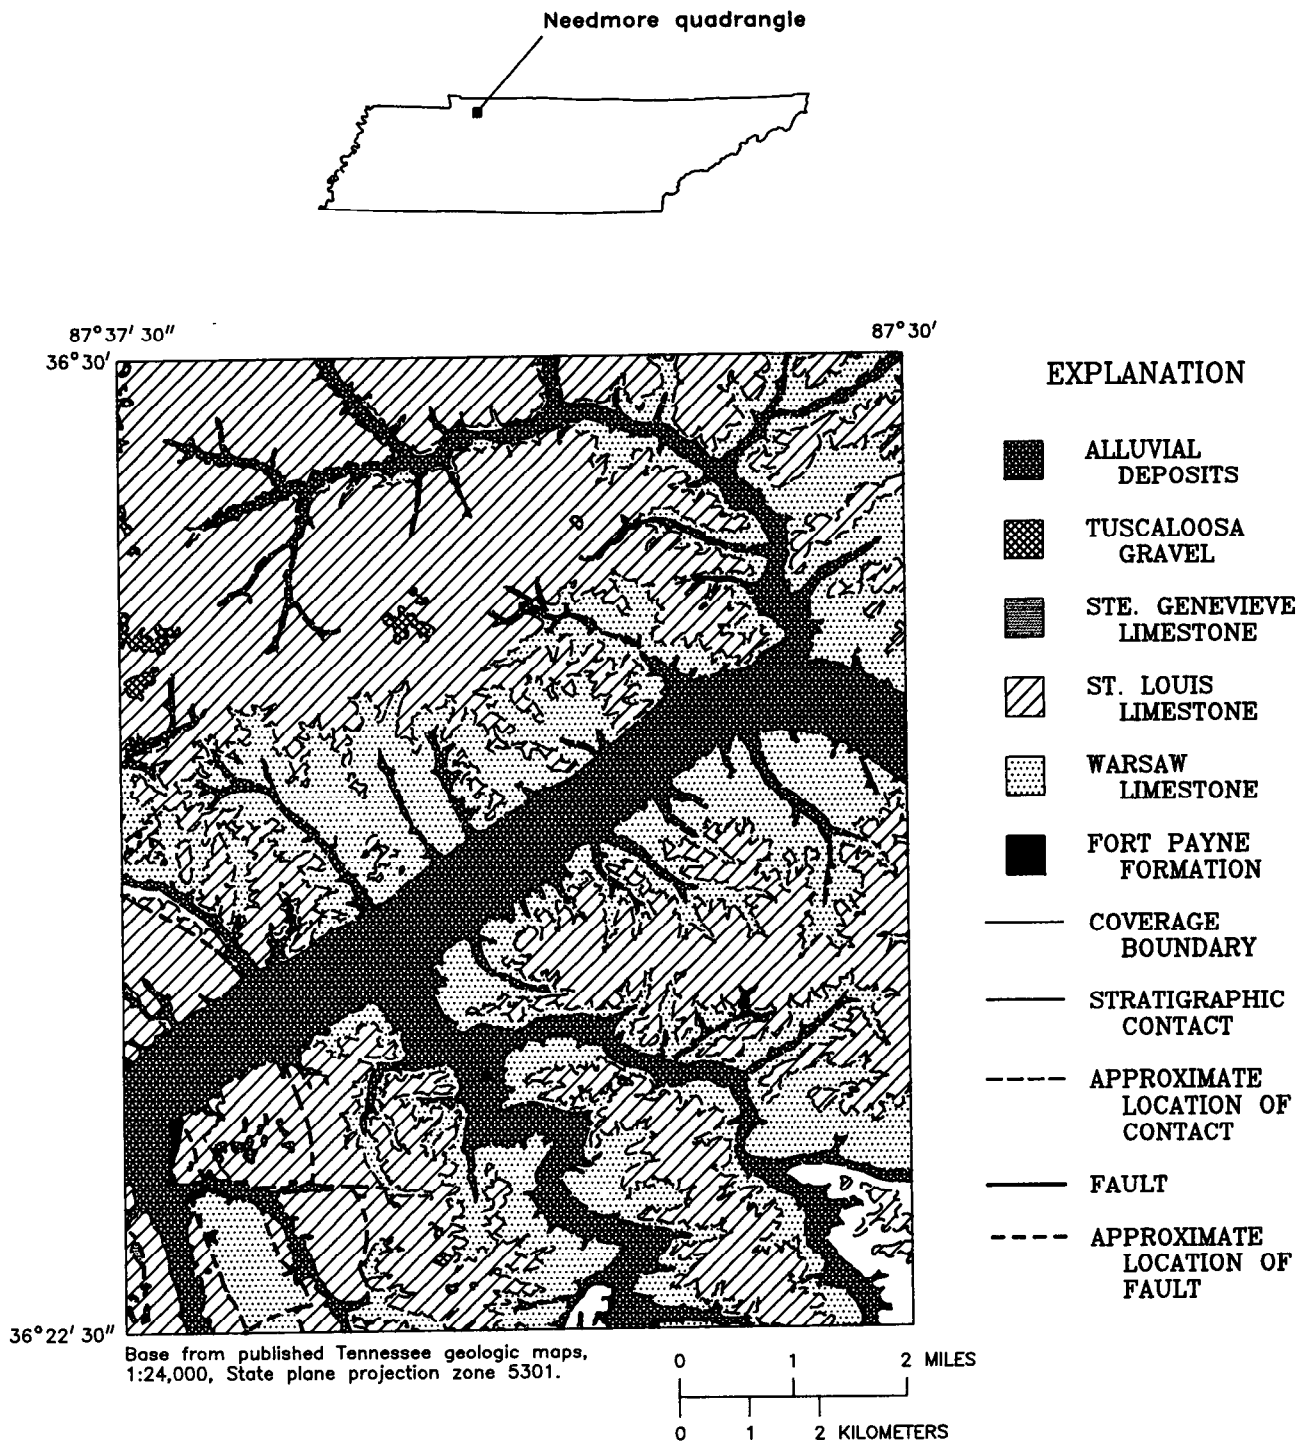 Needmore quadrangle
87°37' 30"
87°30'
36°30'
EXPLANATION
ALLUVIAL
DEPOSITS
TUSCALOOSA
GRAVEL
STE. GENEVIEVE
LIMESTONE
ST. LOUIS
LIMESTONE
WARSAW
LIMESTONE
FORT PAYNE
FORMATION
COVERAGE
BOUNDARY
STRATIGRAPHIC
CONTACT
APPROXIMATE
LOCATION OF
CONTACT
FAULT
APPROXIMATE
LOCATION OF
FAULT
36°22' 30"
Base from published Tennessee geologic maps,
1:24,000, State plane projection zone 5301.
0 1 2 MILES
0 1 2 KILOMETERS